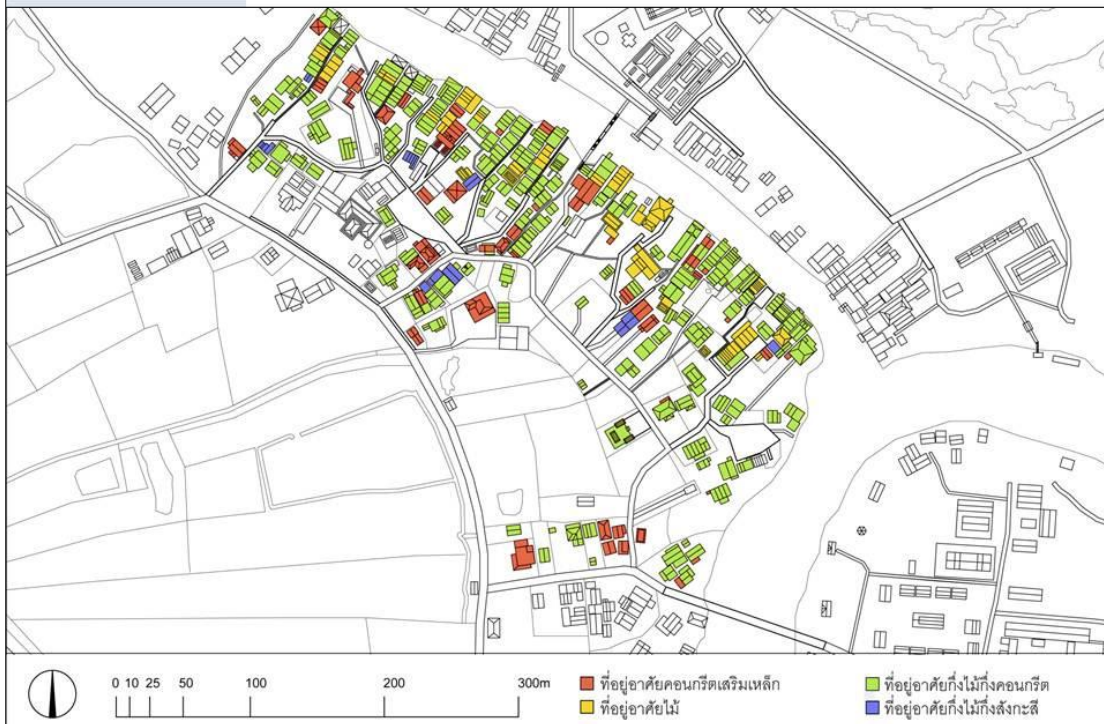 0 10 25 50 100 200 300m
ที่อยู่อาศัยคอนกรีตเสริมเหล็ก
ที่อยู่อาศัยไม้
ที่อยู่อาศัยกึ่งไม้กึ่งคอนกรีต
ที่อยู่อาศัยกึ่งไม้กึ่งสังกะสี